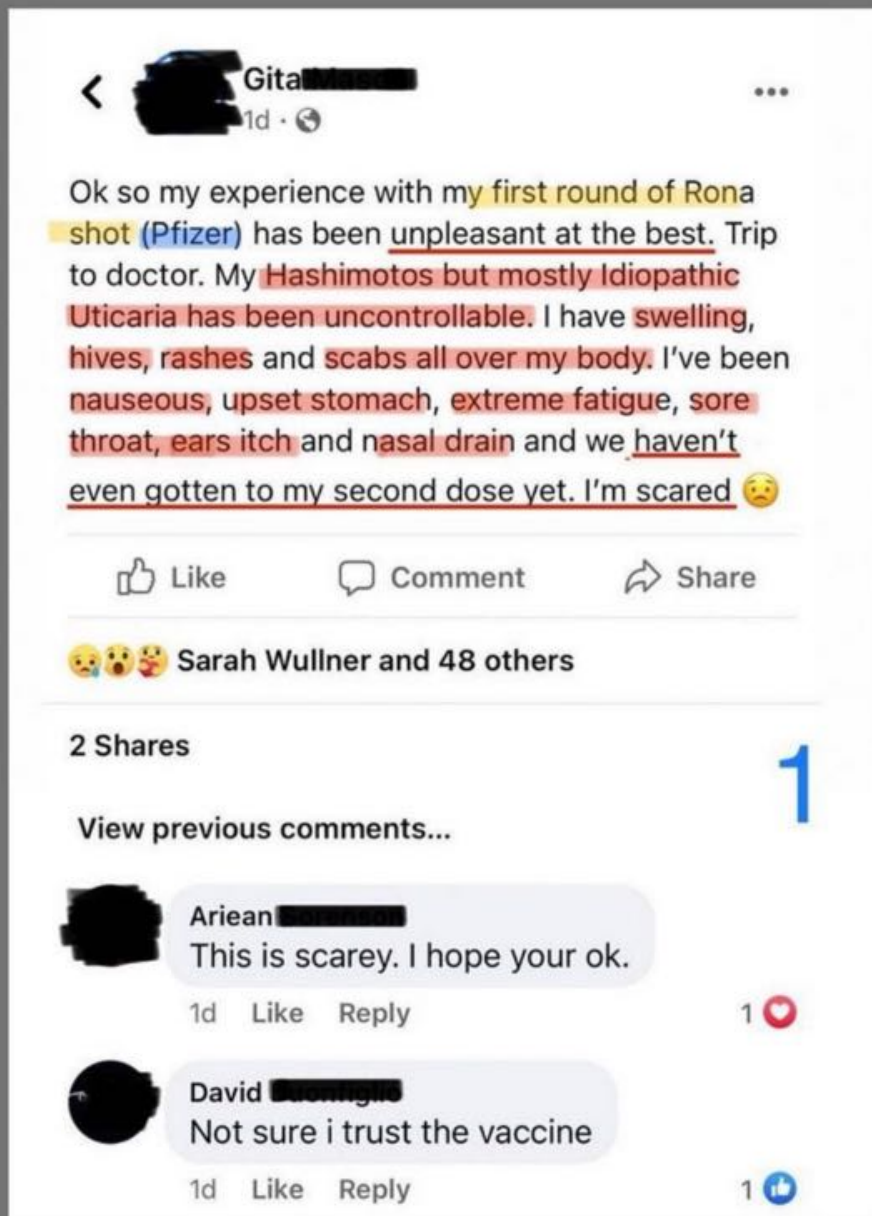 Gita
1d ·
Ok so my experience with my first round of Rona
shot (Pfizer) has been unpleasant at the best. Trip
to doctor. My Hashimotos but mostly Idiopathic
Uticaria has been uncontrollable. I have swelling,
hives, rashes and scabs all over my body. I've been
nauseous, upset stomach, extreme fatigue, sore
throat, ears itch and nasal drain and we haven't
even gotten to my second dose yet. I'm scared 😟
Like Comment Share
Sarah Wullner and 48 others
2 Shares
1
View previous comments...
Ariean
This is scarey. I hope your ok.
1d Like Reply 1
David
Not sure i trust the vaccine
1d Like Reply 1